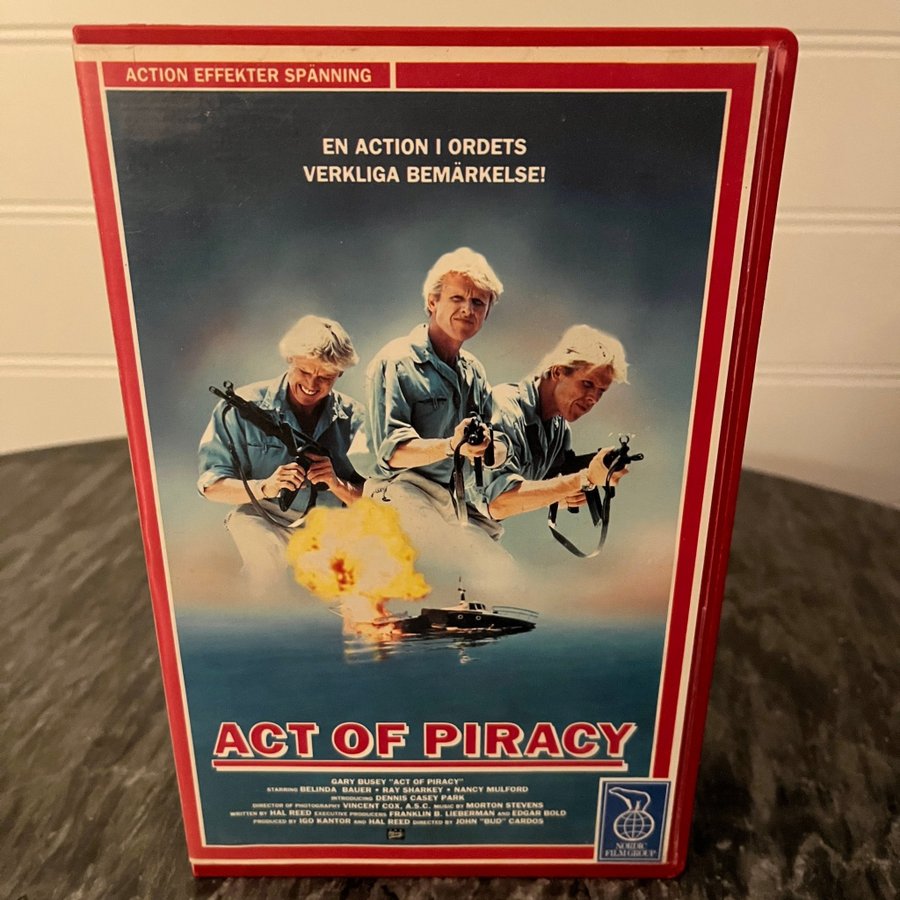 ACTION EFFEKTER SPÄNNING
EN ACTION I ORDETS
VERKLIGA BEMÄRKELSE!
ACT OF PIRACY
GARY BUSEY "ACT OF PIRACY"
STARRING BELINDA BAUER • RAY SHARKEY • NANCY MULFORD
INTRODUCING DENNIS CASEY PARK
DIRECTOR OF PHOTOGRAPHY VINCENT COX, A.S.C. MUSIC BY MORTON STEVENS
WRITTEN BY HAL REED EXECUTIVE PRODUCERS FRANKLIN B. LIEBERMAN AND EDGAR BOLD
PRODUCED BY IGO KANTOR AND HAL REED DIRECTED BY JOHN "BUD" CARDOS
NORDIC
FILM GROUP